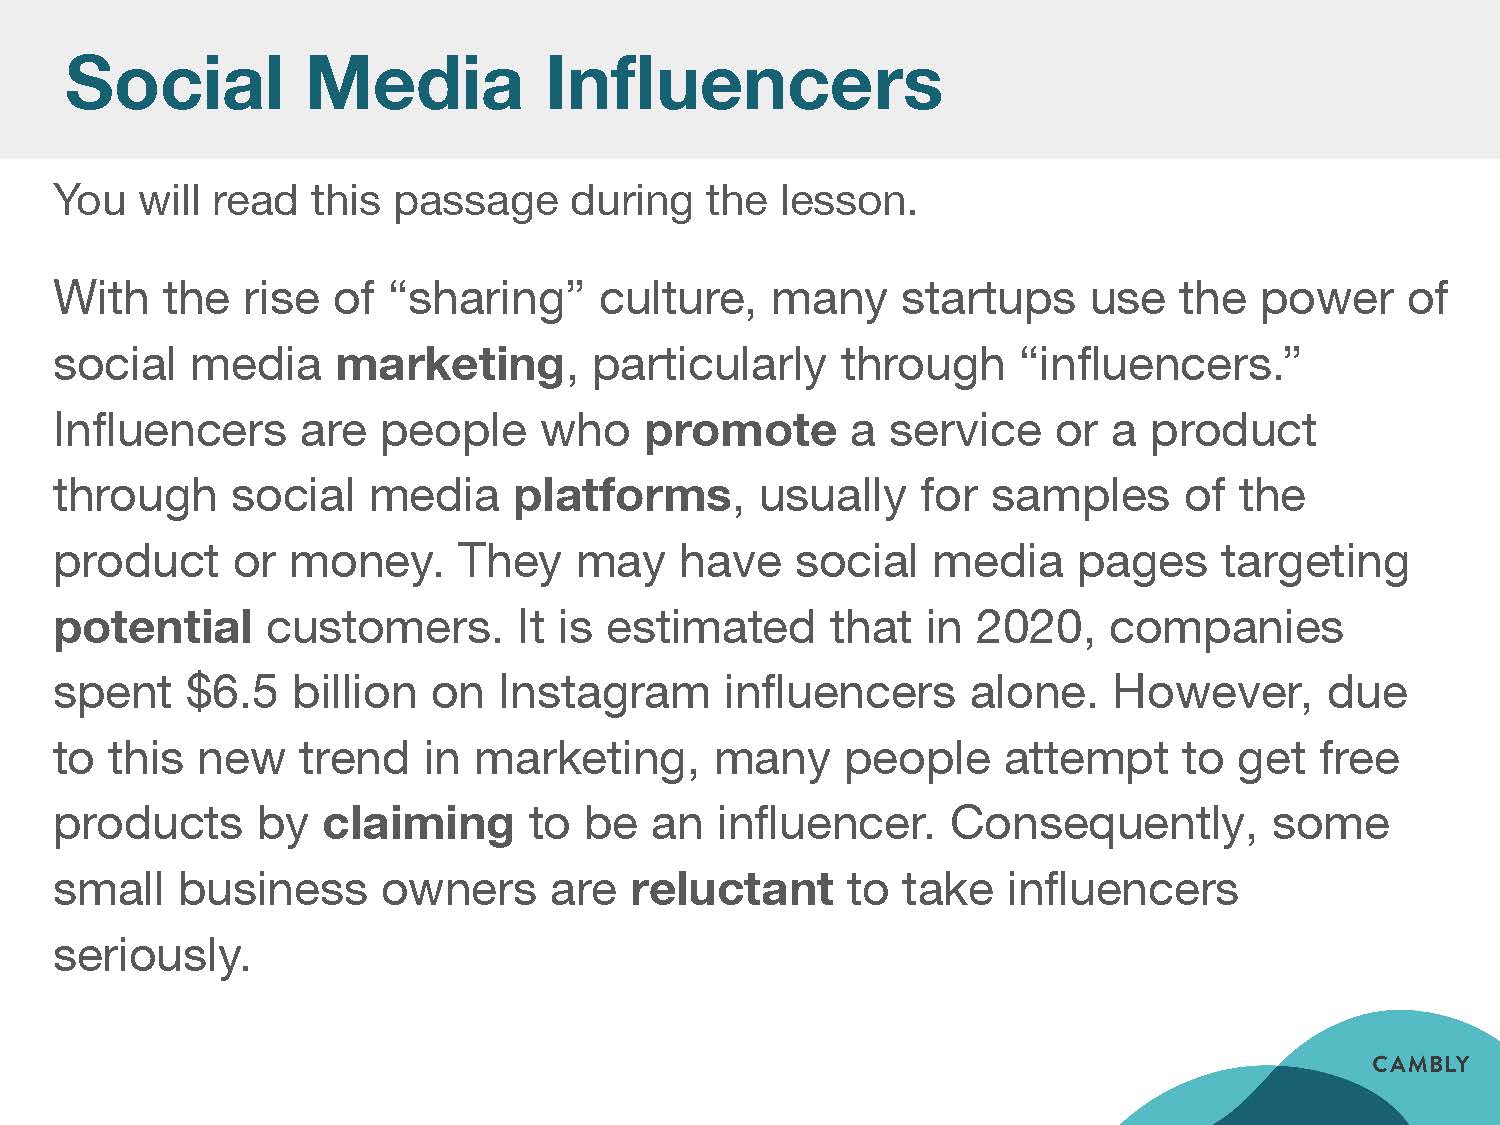 Social Media Influencers
You will read this passage during the lesson.
With the rise of “sharing” culture, many startups use the power of
social media marketing, particularly through “influencers.”
Influencers are people who promote a service or a product
through social media platforms, usually for samples of the
product or money. They may have social media pages targeting
potential customers. It is estimated that in 2020, companies
spent $6.5 billion on Instagram influencers alone. However, due
to this new trend in marketing, many people attempt to get free
products by claiming to be an influencer. Consequently, some
small business owners are reluctant to take influencers
seriously.
CAMBLY